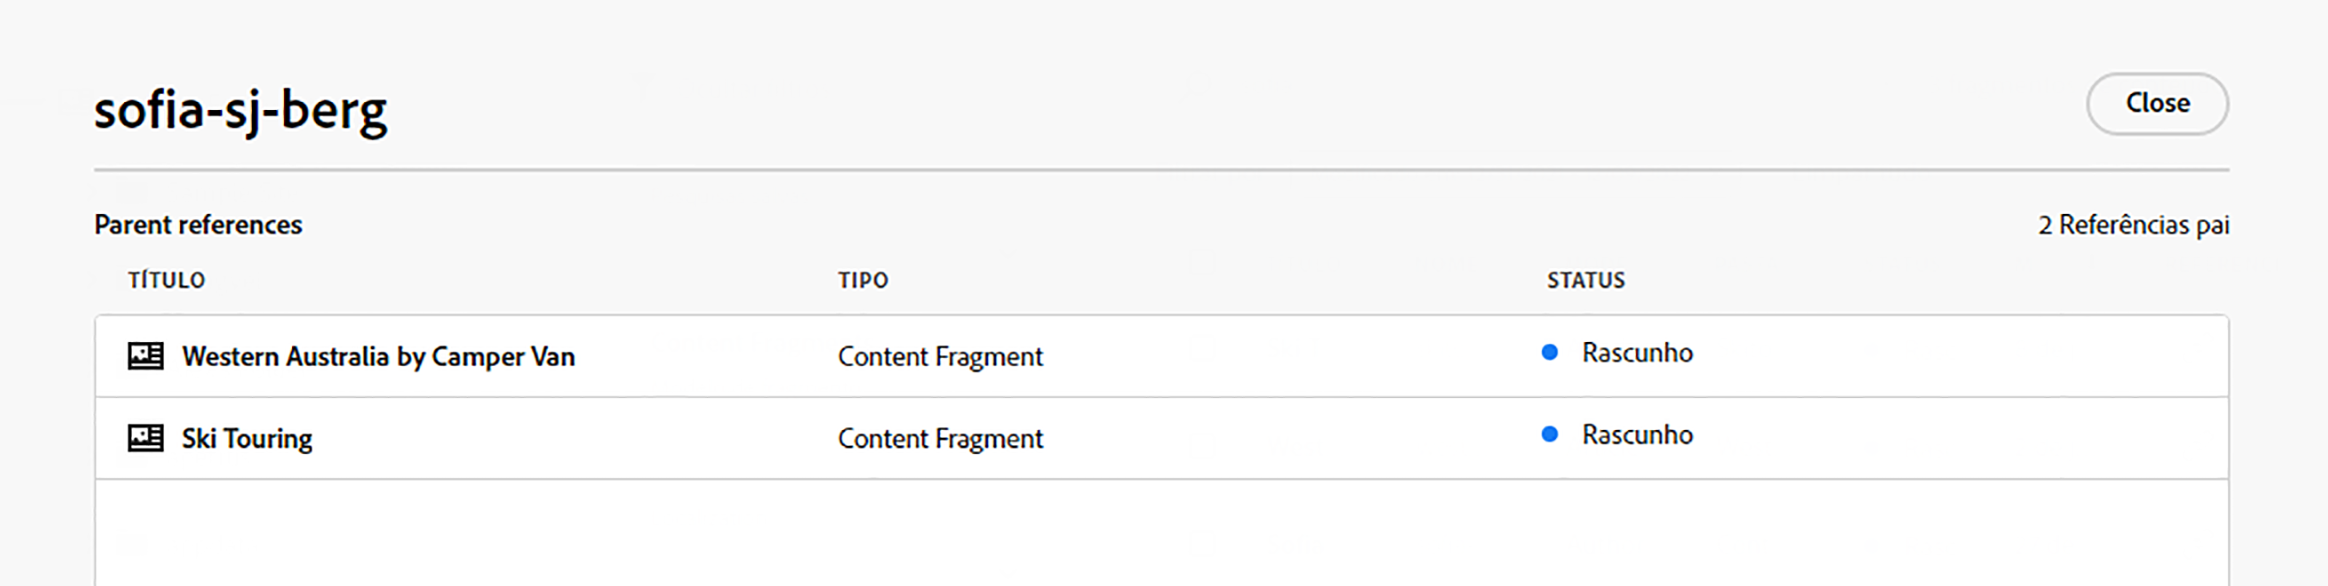 sofia-sj-berg
Close
Parent references
2 Referências pai
TÍTULO TIPO STATUS
Western Australia by Camper Van Content Fragment Rascunho
Ski Touring Content Fragment Rascunho